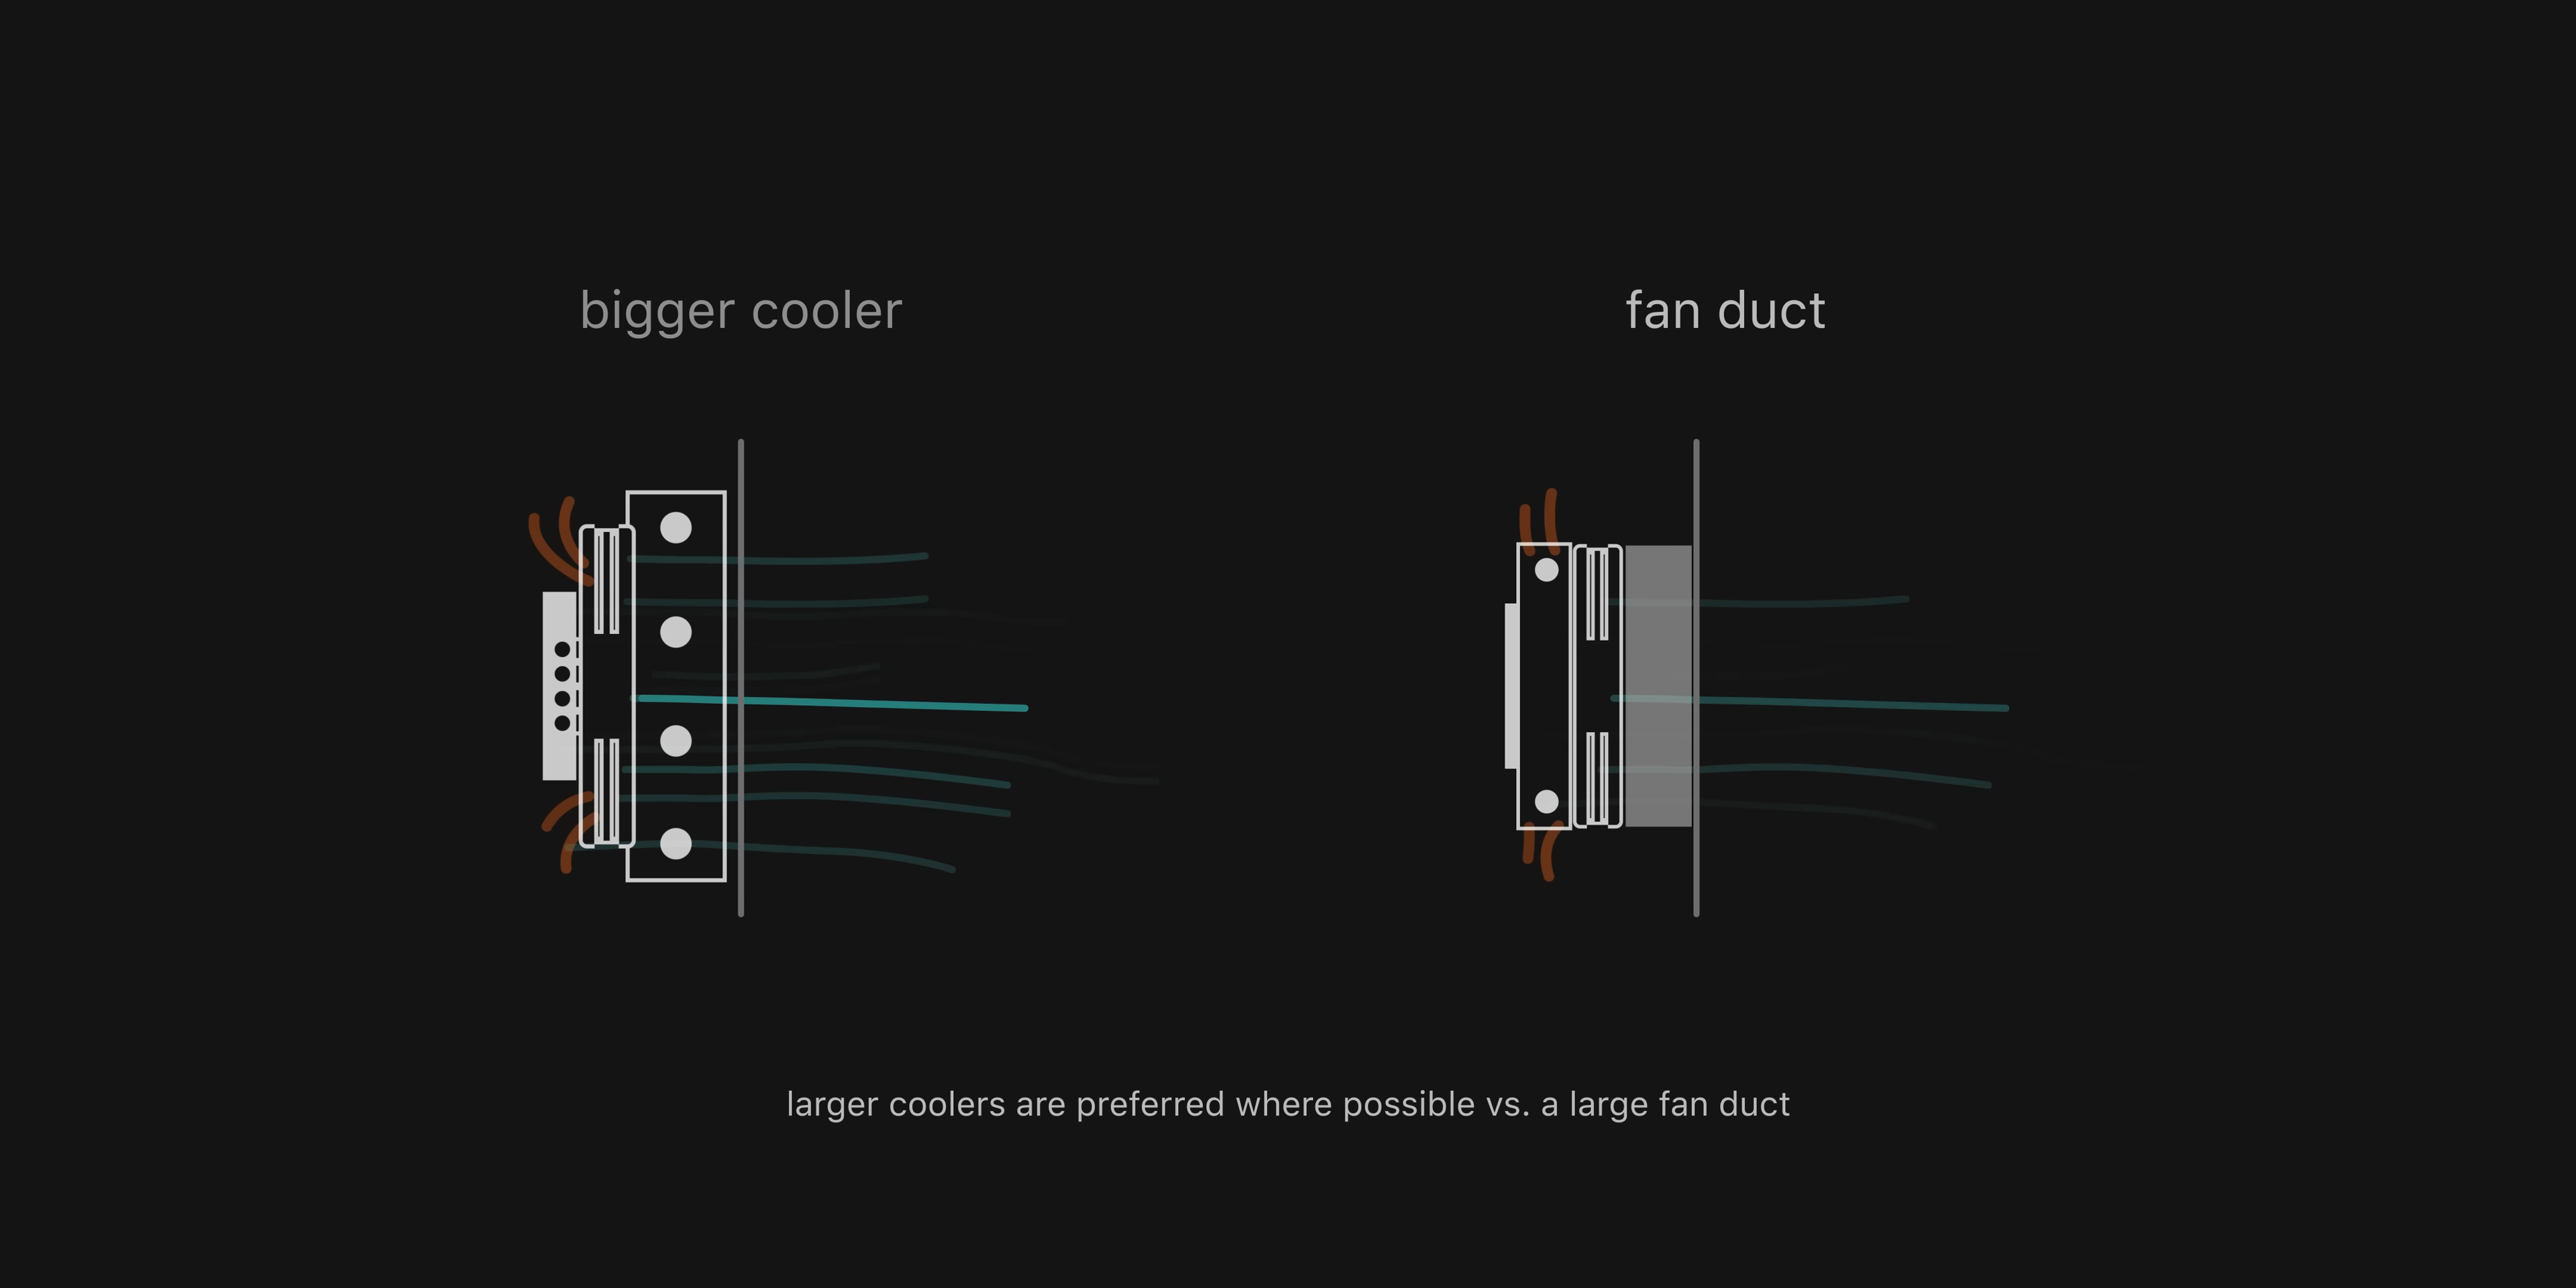 bigger cooler
fan duct
larger coolers are preferred where possible vs. a large fan duct